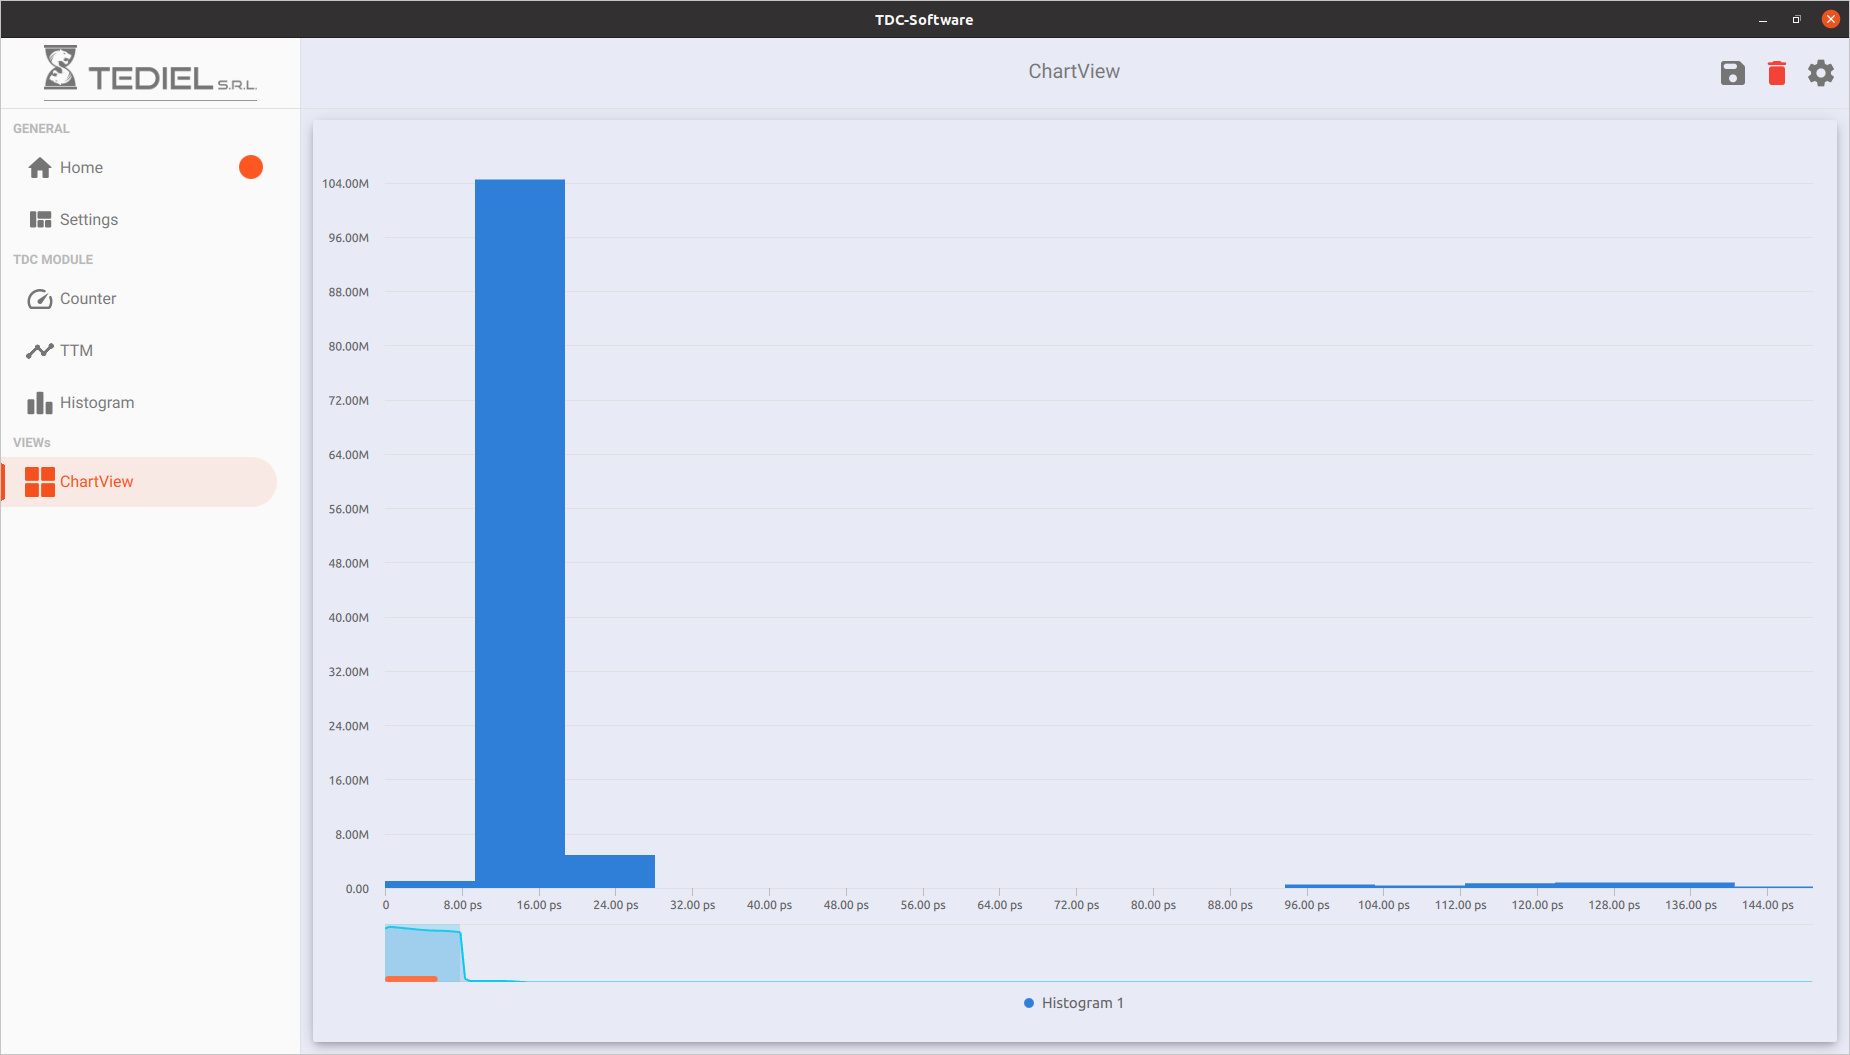 TDC-Software
TEDIEL S.R.L.
ChartView
GENERAL
Home
Settings
TDC MODULE
Counter
TTM
Histogram
VIEWs
ChartView
104.00M
96.00M
88.00M
80.00M
72.00M
64.00M
56.00M
48.00M
40.00M
32.00M
24.00M
16.00M
8.00M
0.00
0 8.00 ps 16.00 ps 24.00 ps 32.00 ps 40.00 ps 48.00 ps 56.00 ps 64.00 ps 72.00 ps 80.00 ps 88.00 ps 96.00 ps 104.00 ps 112.00 ps 120.00 ps 128.00 ps 136.00 ps 144.00 ps
Histogram 1